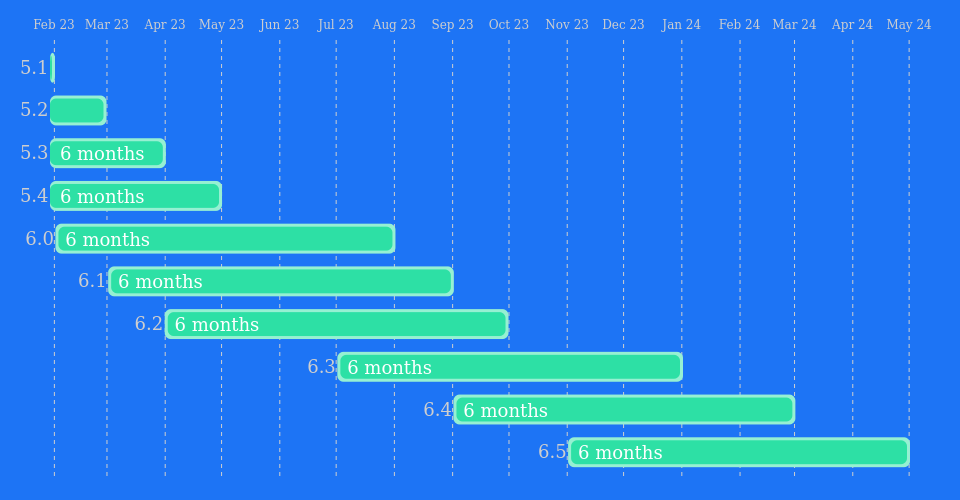 Feb 23 Mar 23 Apr 23 May 23 Jun 23 Jul 23 Aug 23 Sep 23 Oct 23 Nov 23 Dec 23 Jan 24 Feb 24 Mar 24 Apr 24 May 24
5.1
5.2
5.3 6 months
5.4 6 months
6.0 6 months
6.1 6 months
6.2 6 months
6.3 6 months
6.4 6 months
6.5 6 months